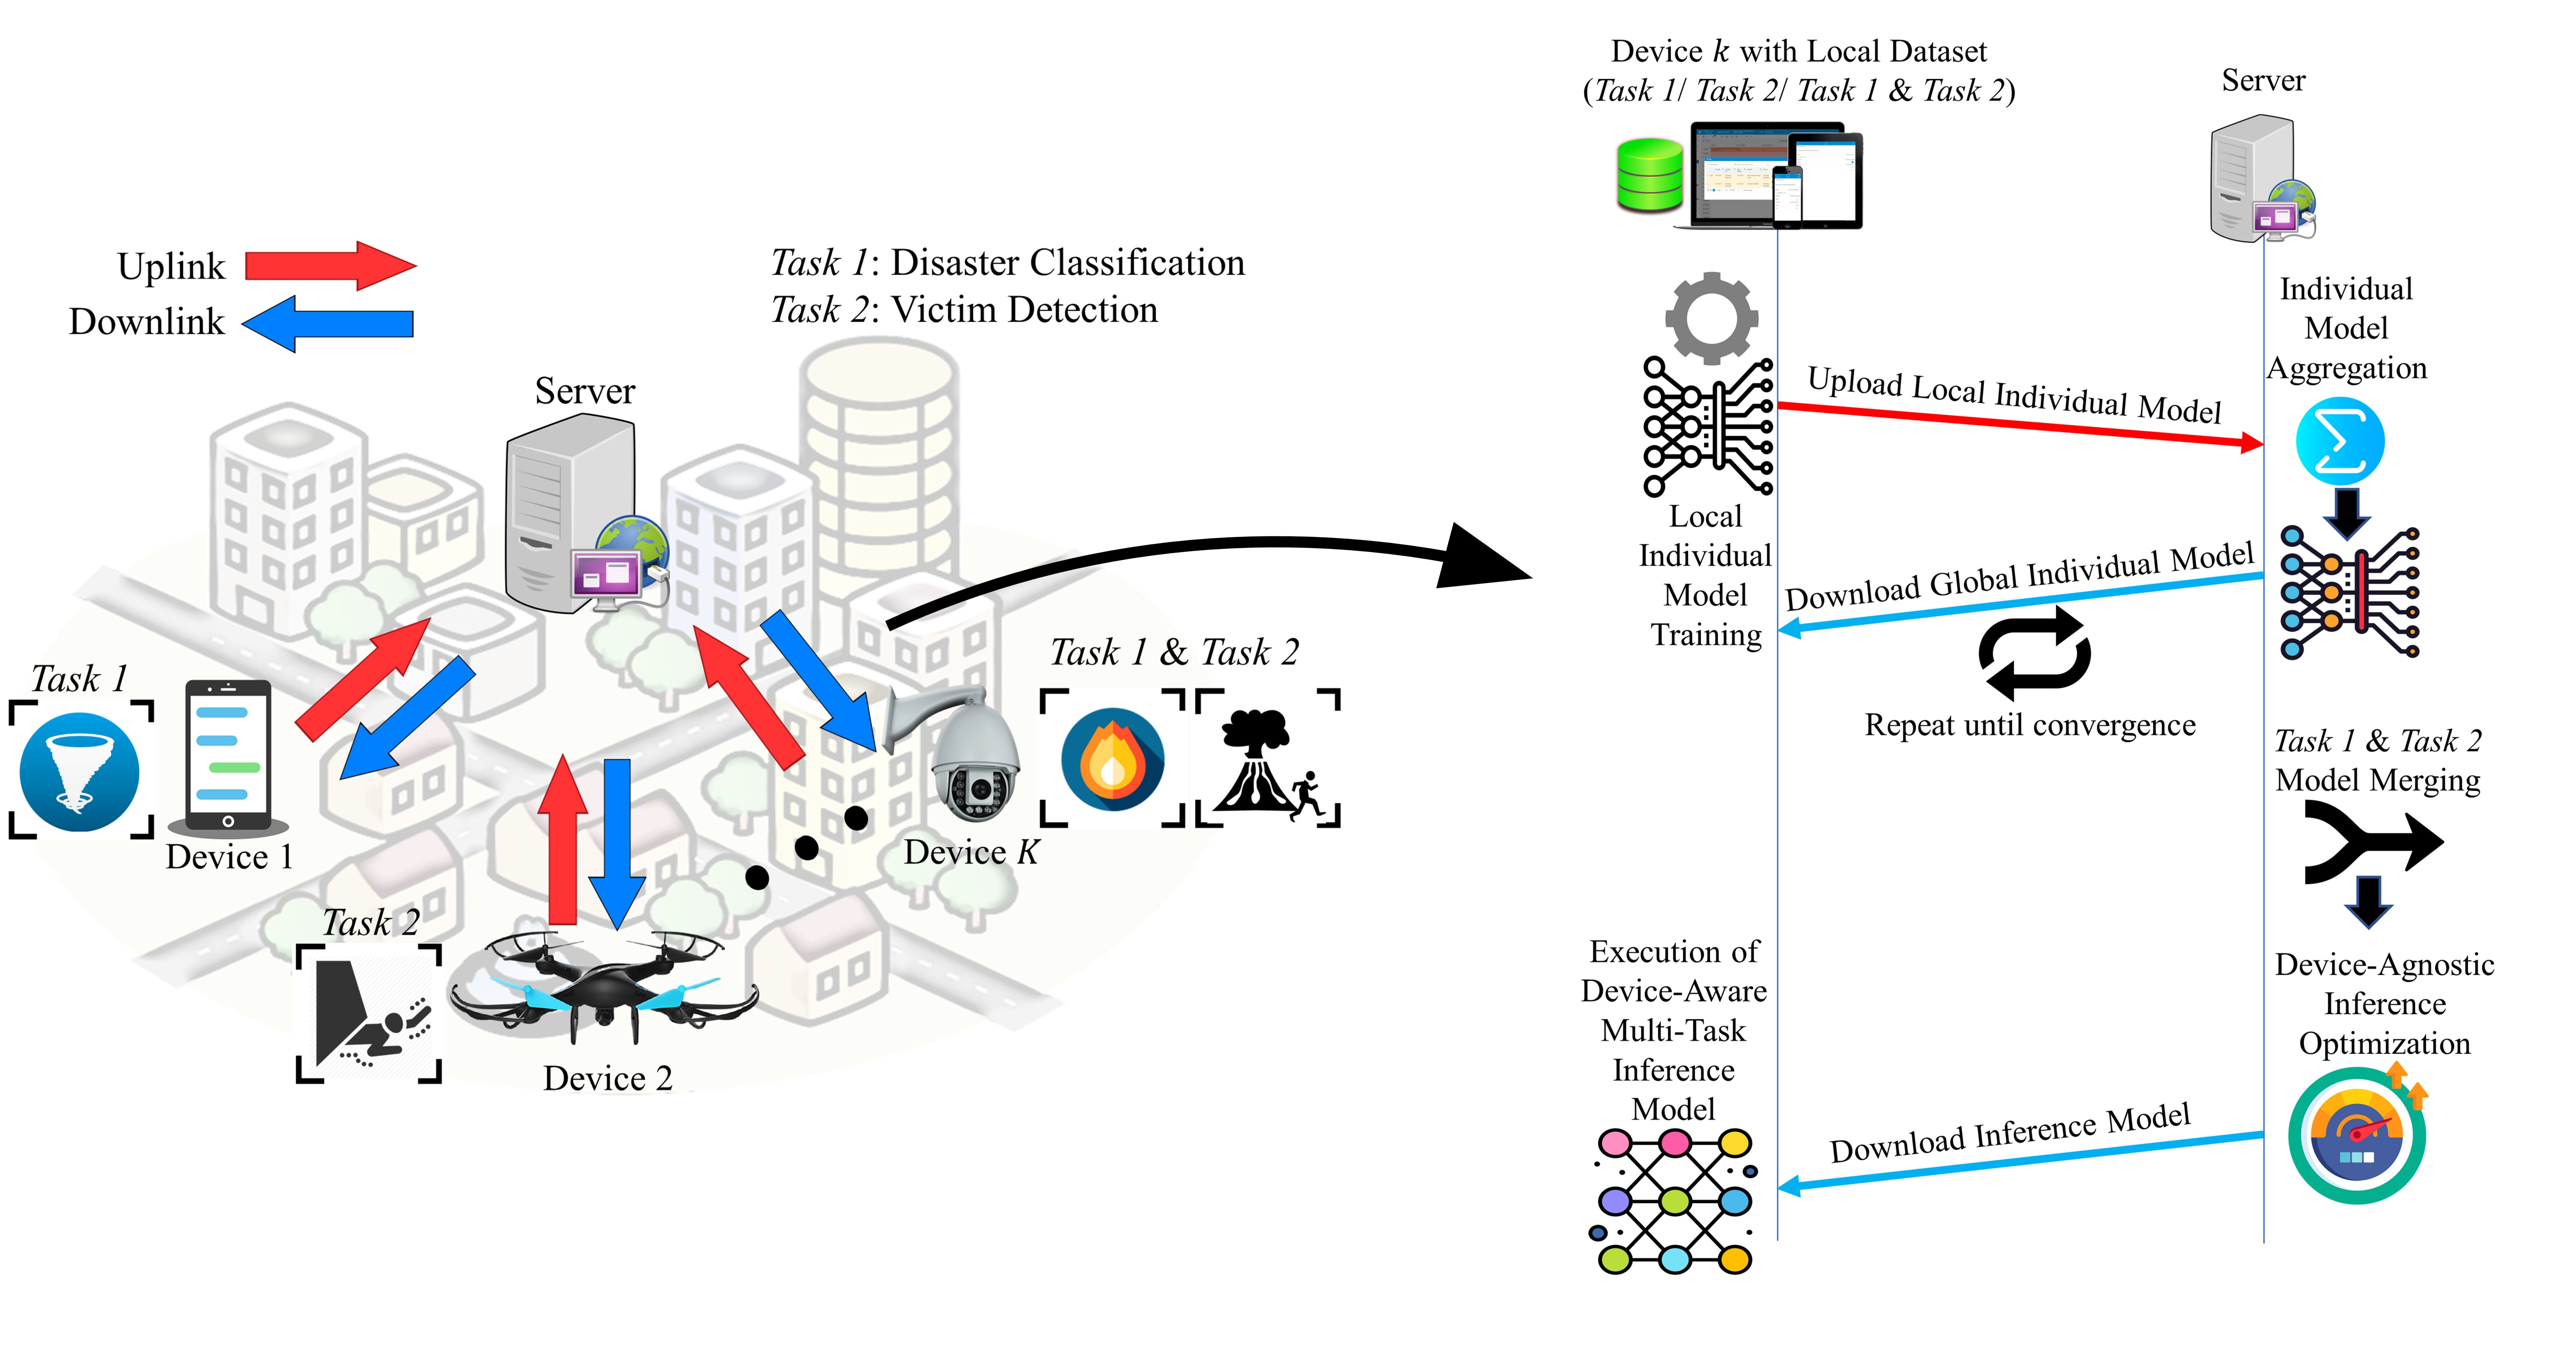 Uplink
Downlink
Task 1: Disaster Classification
Task 2: Victim Detection
Server
Task 1
Device 1
Task 2
Device 2
Task 1 & Task 2
Device K
Device k with Local Dataset
(Task 1/ Task 2/ Task 1 & Task 2)
Server
Local
Individual
Model
Training
Upload Local Individual Model
Individual
Model
Aggregation
Download Global Individual Model
Repeat until convergence
Task 1 & Task 2
Model Merging
Device-Agnostic
Inference
Optimization
Download Inference Model
Execution of
Device-Aware
Multi-Task
Inference
Model